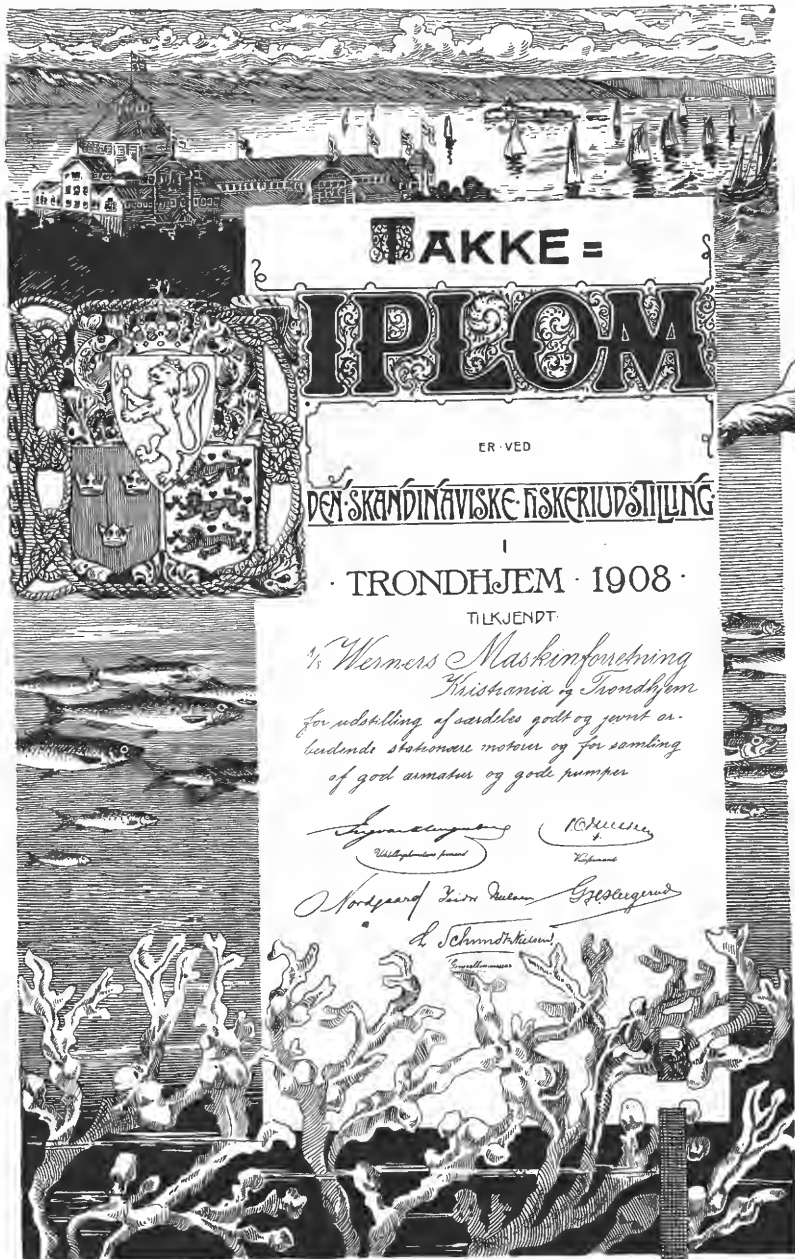 TAKKE=
DIPLOM
ER · VED
DEN · SKANDINAVISKE · FISKERIUDSTILLING
I
· TRONDHJEM · 1908 ·
TILKJENDT
A/S Werners Maskinforretning
Kristiania og Trondhjem
for udstilling af særdeles godt og jevnt ar-
beidende stationære motorer og for samling
af god armatur og gode pumper
Nordgaard
Schmidt-Nielsen